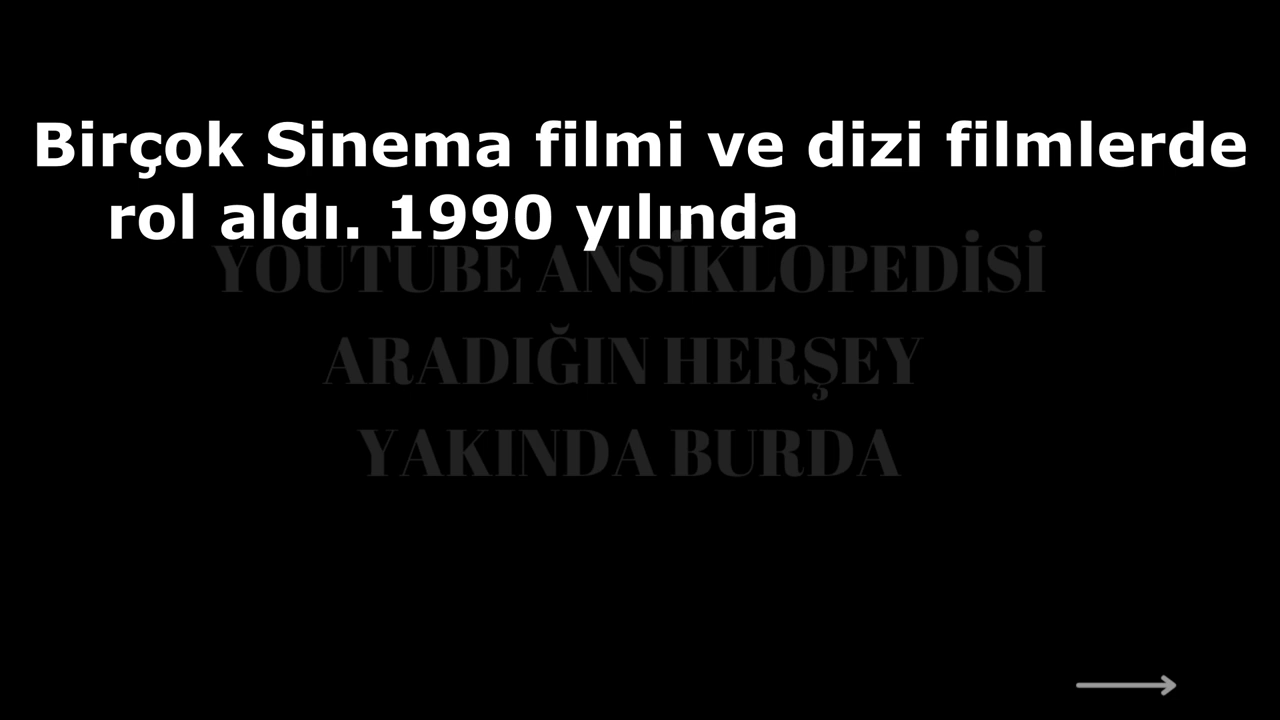 Birçok Sinema filmi ve dizi filmlerde
rol aldı. 1990 yılında
YOUTUBE ANSİKLOPEDİSİ
ARADIĞIN HERŞEY
YAKINDA BURDA